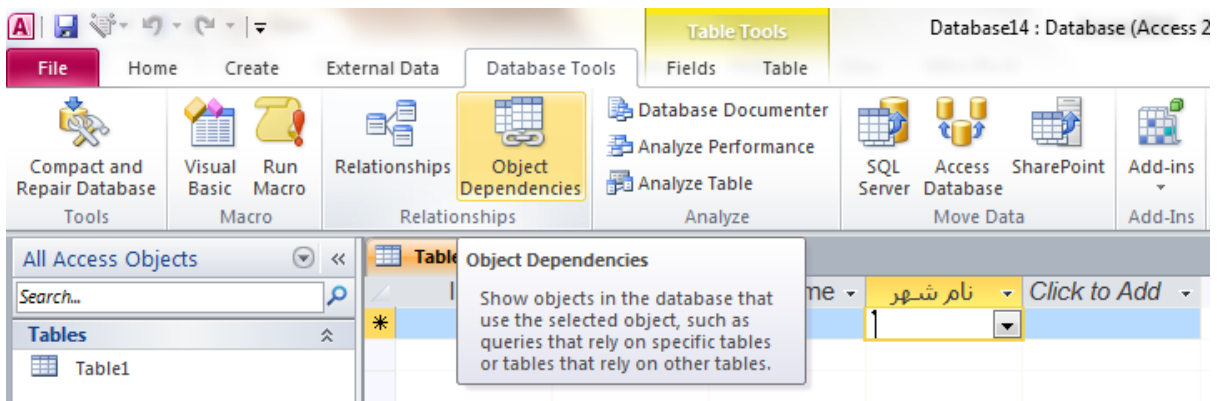 Table Tools
Database14 : Database (Access 2
File Home Create External Data Database Tools Fields Table
Compact and Repair Database
Visual Basic
Run Macro
Relationships
Object Dependencies
Database Documenter
Analyze Performance
Analyze Table
SQL Server
Access Database
SharePoint
Add-ins
Tools
Macro
Relationships
Analyze
Move Data
Add-Ins
All Access Objects
Search...
Tables
Table1
Object Dependencies
Show objects in the database that
use the selected object, such as
queries that rely on specific tables
or tables that rely on other tables.
نام شهر
Click to Add